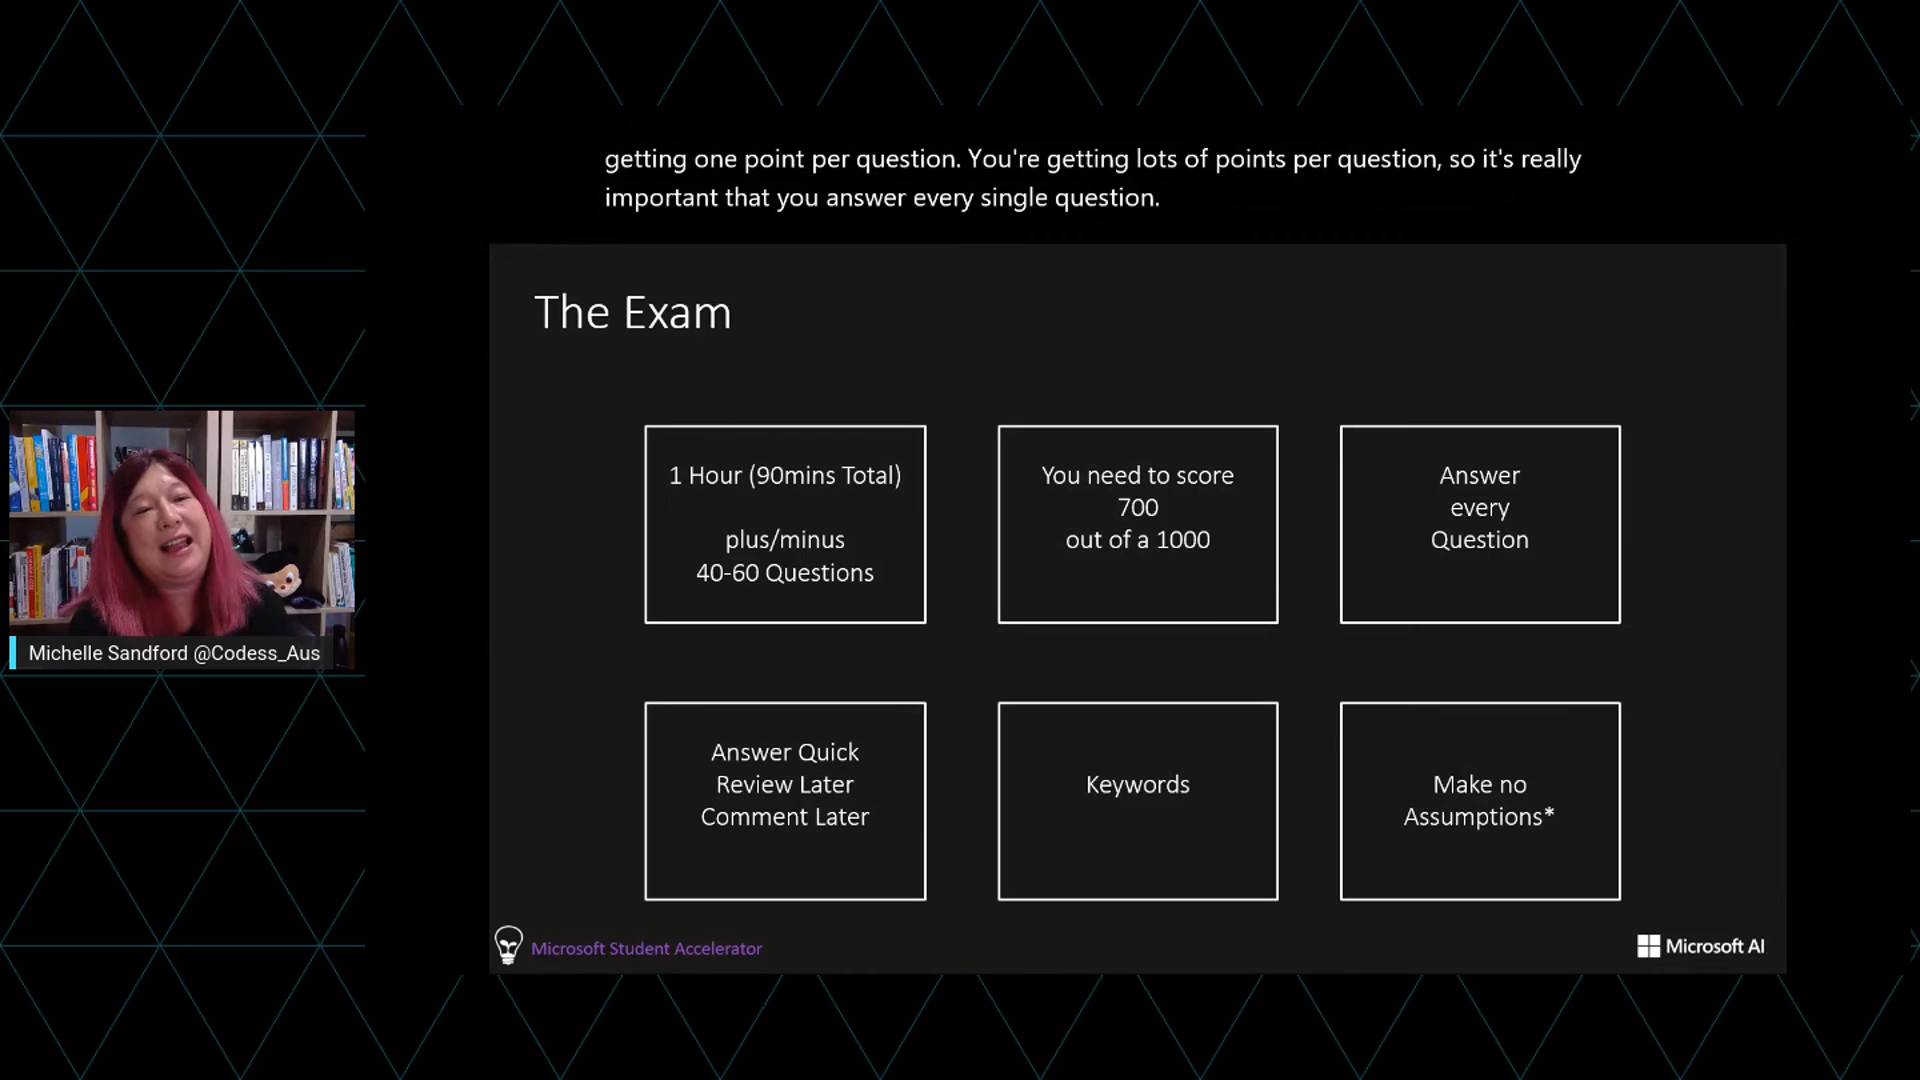 getting one point per question. You're getting lots of points per question, so it's really
important that you answer every single question.
The Exam
1 Hour (90mins Total)
plus/minus
40-60 Questions
You need to score
700
out of a 1000
Answer
every
Question
Answer Quick
Review Later
Comment Later
Keywords
Make no
Assumptions*
Michelle Sandford @Codess_Aus
Microsoft Student Accelerator
Microsoft AI